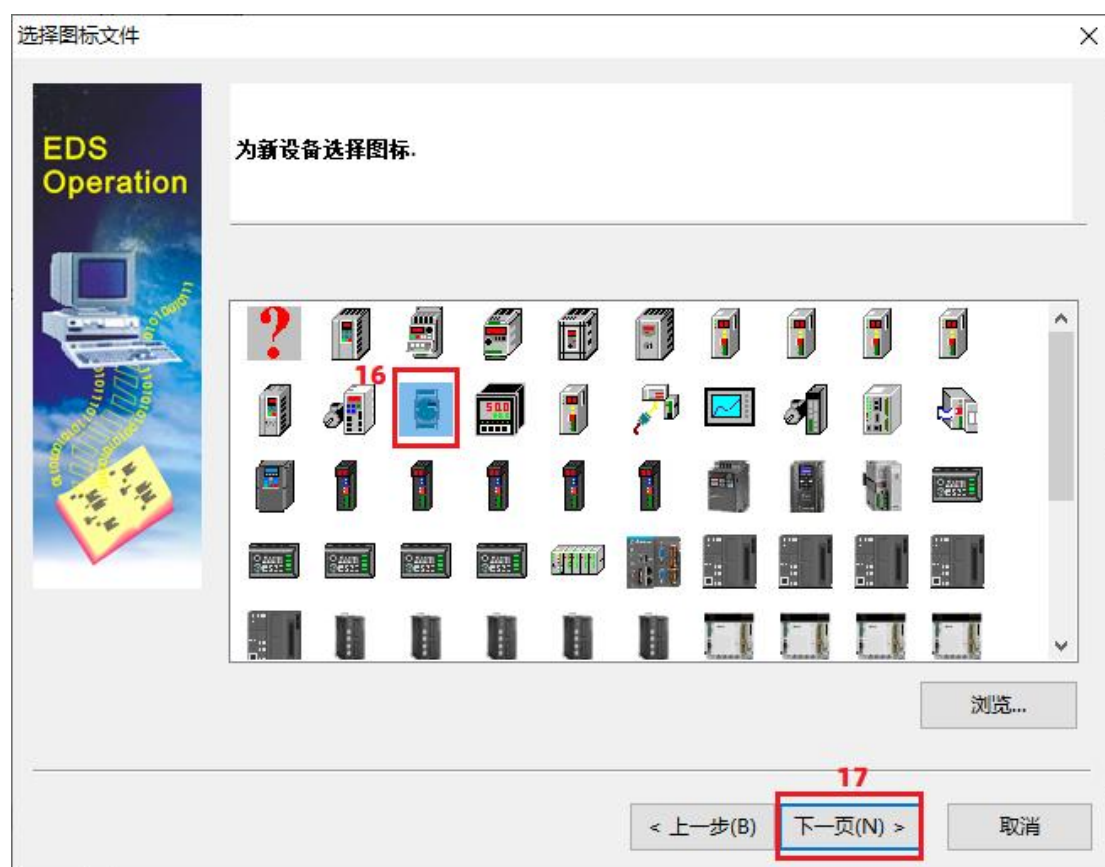 选择图标文件
EDS
Operation
为新设备选择图标.
16
浏览...
17
< 上一步(B)
下一页(N) >
取消